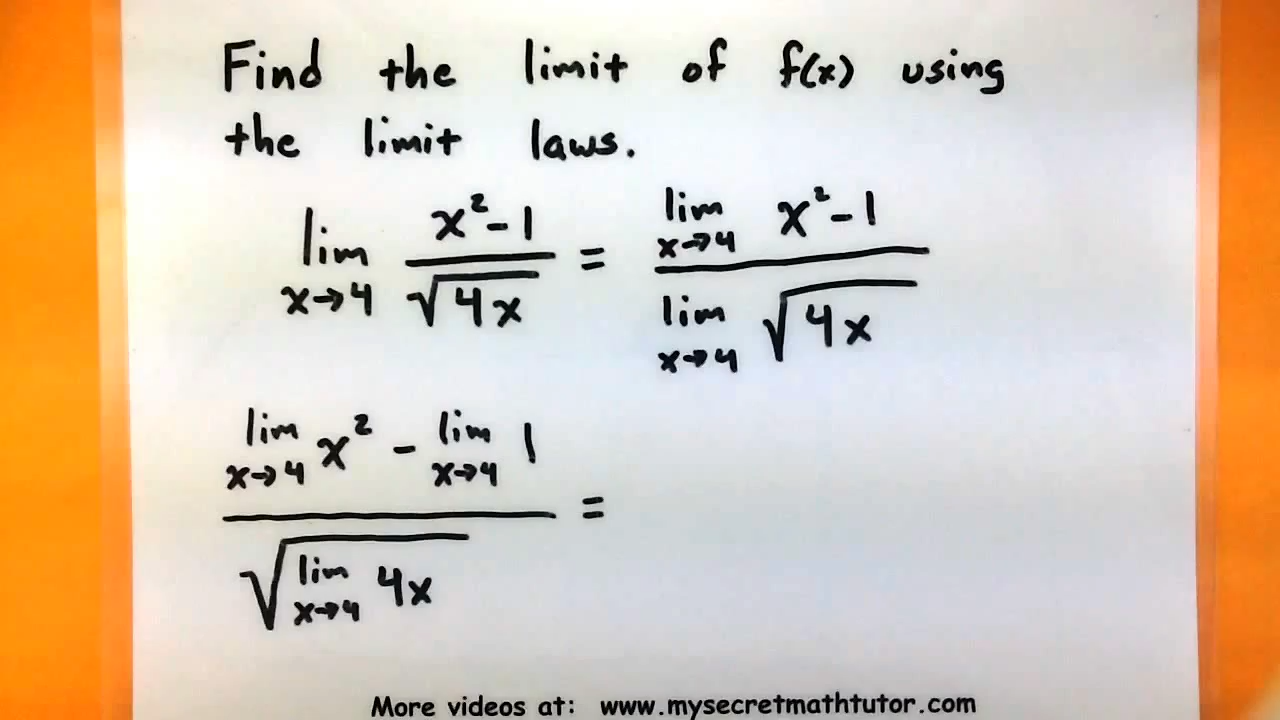 Find the limit of f(x) using
the limit laws.
lim x→4 (x² - 1)/(√(4x)) = (lim x→4 x² - 1)/(lim x→4 √(4x))
(lim x→4 x² - lim x→4 1)/(√(lim x→4 4x)) =
More videos at: www.mysecretmathtutor.com